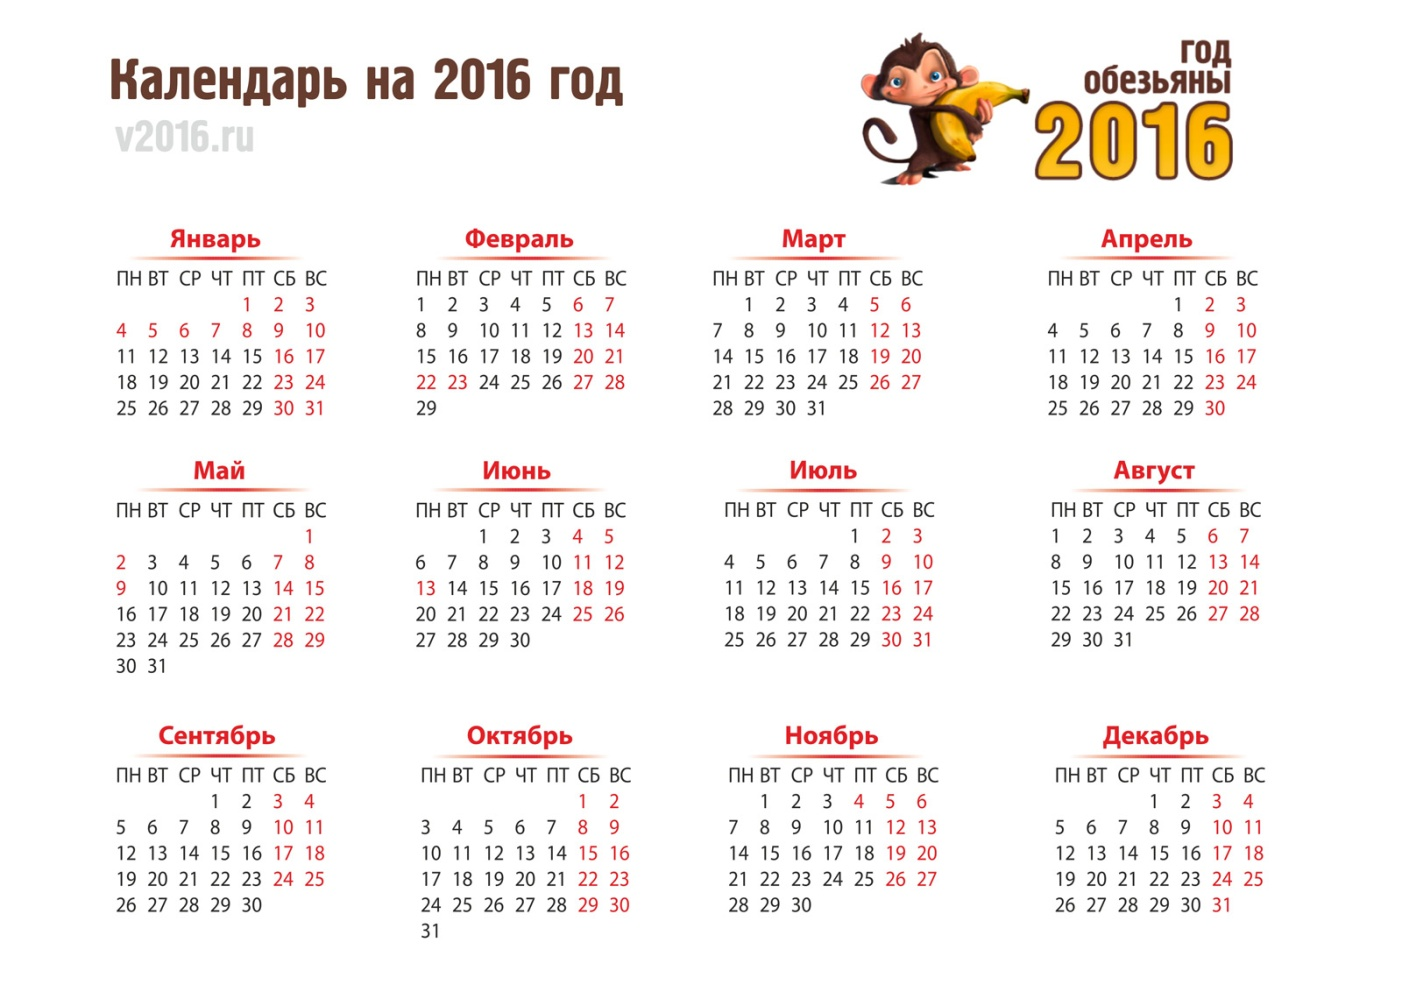 Календарь на 2016 год
v2016.ru
год
обезьяны
2016
Январь
ПН ВТ СР ЧТ ПТ СБ ВС
1 2 3
4 5 6 7 8 9 10
11 12 13 14 15 16 17
18 19 20 21 22 23 24
25 26 27 28 29 30 31
Февраль
ПН ВТ СР ЧТ ПТ СБ ВС
1 2 3 4 5 6 7
8 9 10 11 12 13 14
15 16 17 18 19 20 21
22 23 24 25 26 27 28
29
Март
ПН ВТ СР ЧТ ПТ СБ ВС
1 2 3 4 5 6
7 8 9 10 11 12 13
14 15 16 17 18 19 20
21 22 23 24 25 26 27
28 29 30 31
Апрель
ПН ВТ СР ЧТ ПТ СБ ВС
1 2 3
4 5 6 7 8 9 10
11 12 13 14 15 16 17
18 19 20 21 22 23 24
25 26 27 28 29 30
Май
ПН ВТ СР ЧТ ПТ СБ ВС
1
2 3 4 5 6 7 8
9 10 11 12 13 14 15
16 17 18 19 20 21 22
23 24 25 26 27 28 29
30 31
Июнь
ПН ВТ СР ЧТ ПТ СБ ВС
1 2 3 4 5
6 7 8 9 10 11 12
13 14 15 16 17 18 19
20 21 22 23 24 25 26
27 28 29 30
Июль
ПН ВТ СР ЧТ ПТ СБ ВС
1 2 3
4 5 6 7 8 9 10
11 12 13 14 15 16 17
18 19 20 21 22 23 24
25 26 27 28 29 30 31
Август
ПН ВТ СР ЧТ ПТ СБ ВС
1 2 3 4 5 6 7
8 9 10 11 12 13 14
15 16 17 18 19 20 21
22 23 24 25 26 27 28
29 30 31
Сентябрь
ПН ВТ СР ЧТ ПТ СБ ВС
1 2 3 4
5 6 7 8 9 10 11
12 13 14 15 16 17 18
19 20 21 22 23 24 25
26 27 28 29 30
Октябрь
ПН ВТ СР ЧТ ПТ СБ ВС
1 2
3 4 5 6 7 8 9
10 11 12 13 14 15 16
17 18 19 20 21 22 23
24 25 26 27 28 29 30
31
Ноябрь
ПН ВТ СР ЧТ ПТ СБ ВС
1 2 3 4 5 6
7 8 9 10 11 12 13
14 15 16 17 18 19 20
21 22 23 24 25 26 27
28 29 30
Декабрь
ПН ВТ СР ЧТ ПТ СБ ВС
1 2 3 4
5 6 7 8 9 10 11
12 13 14 15 16 17 18
19 20 21 22 23 24 25
26 27 28 29 30 31